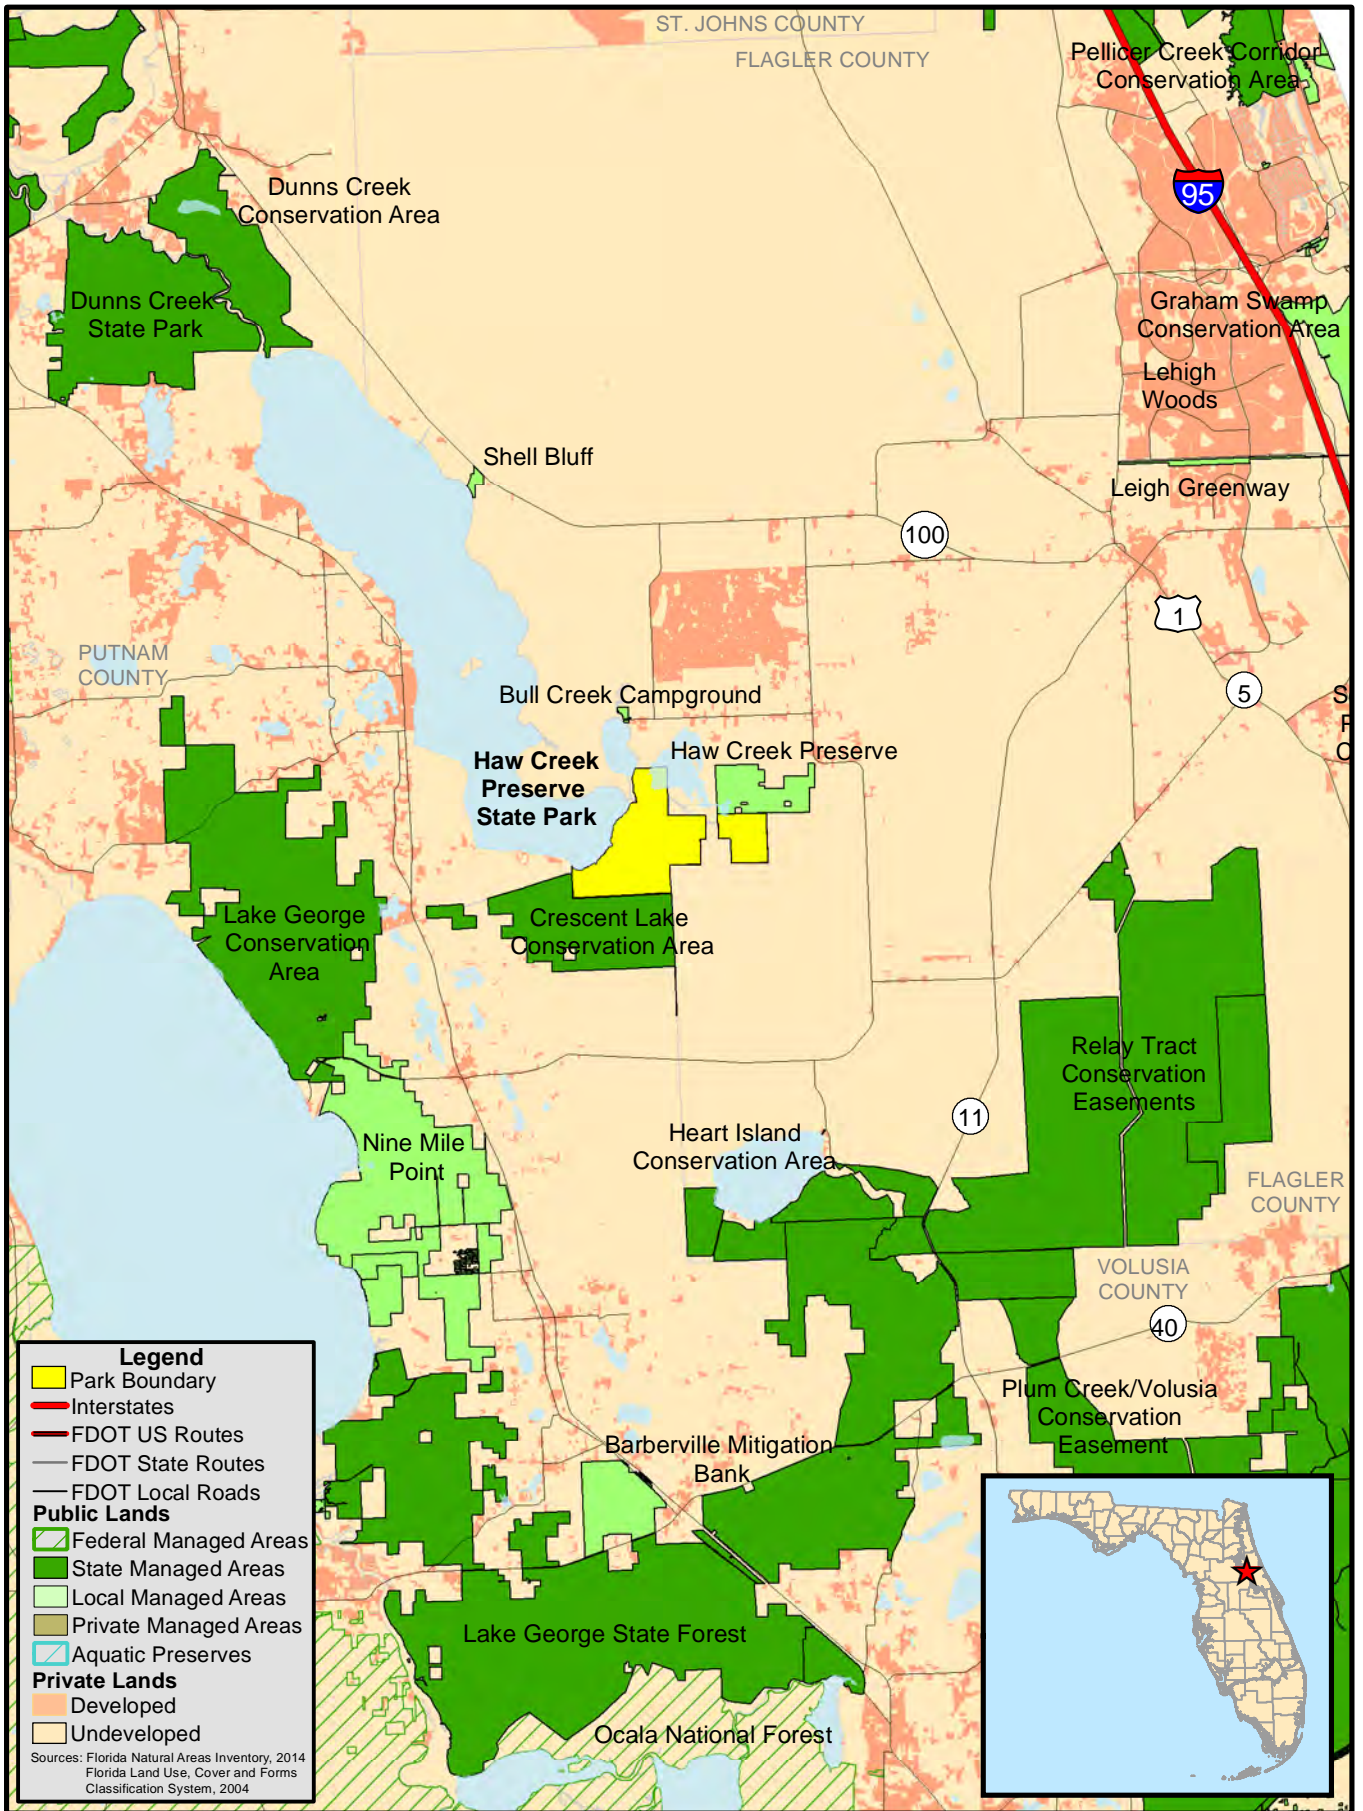 ST. JOHNS COUNTY
FLAGLER COUNTY
Pellicer Creek Corridor
Conservation Area
Dunns Creek
Conservation Area
95
Dunns Creek
State Park
Graham Swamp
Conservation Area
Lehigh
Woods
Shell Bluff
Leigh Greenway
100
1
PUTNAM
COUNTY
5
Bull Creek Campground
Haw Creek Preserve
Haw Creek
Preserve
State Park
Lake George
Conservation
Area
Crescent Lake
Conservation Area
Relay Tract
Conservation
Easements
11
Nine Mile
Point
Heart Island
Conservation Area
FLAGLER
COUNTY
VOLUSIA
COUNTY
40
Plum Creek/Volusia
Conservation
Easement
Barberville Mitigation
Bank
Lake George State Forest
Ocala National Forest
Legend
Park Boundary
Interstates
FDOT US Routes
FDOT State Routes
FDOT Local Roads
Public Lands
Federal Managed Areas
State Managed Areas
Local Managed Areas
Private Managed Areas
Aquatic Preserves
Private Lands
Developed
Undeveloped
Sources: Florida Natural Areas Inventory, 2014
Florida Land Use, Cover and Forms
Classification System, 2004